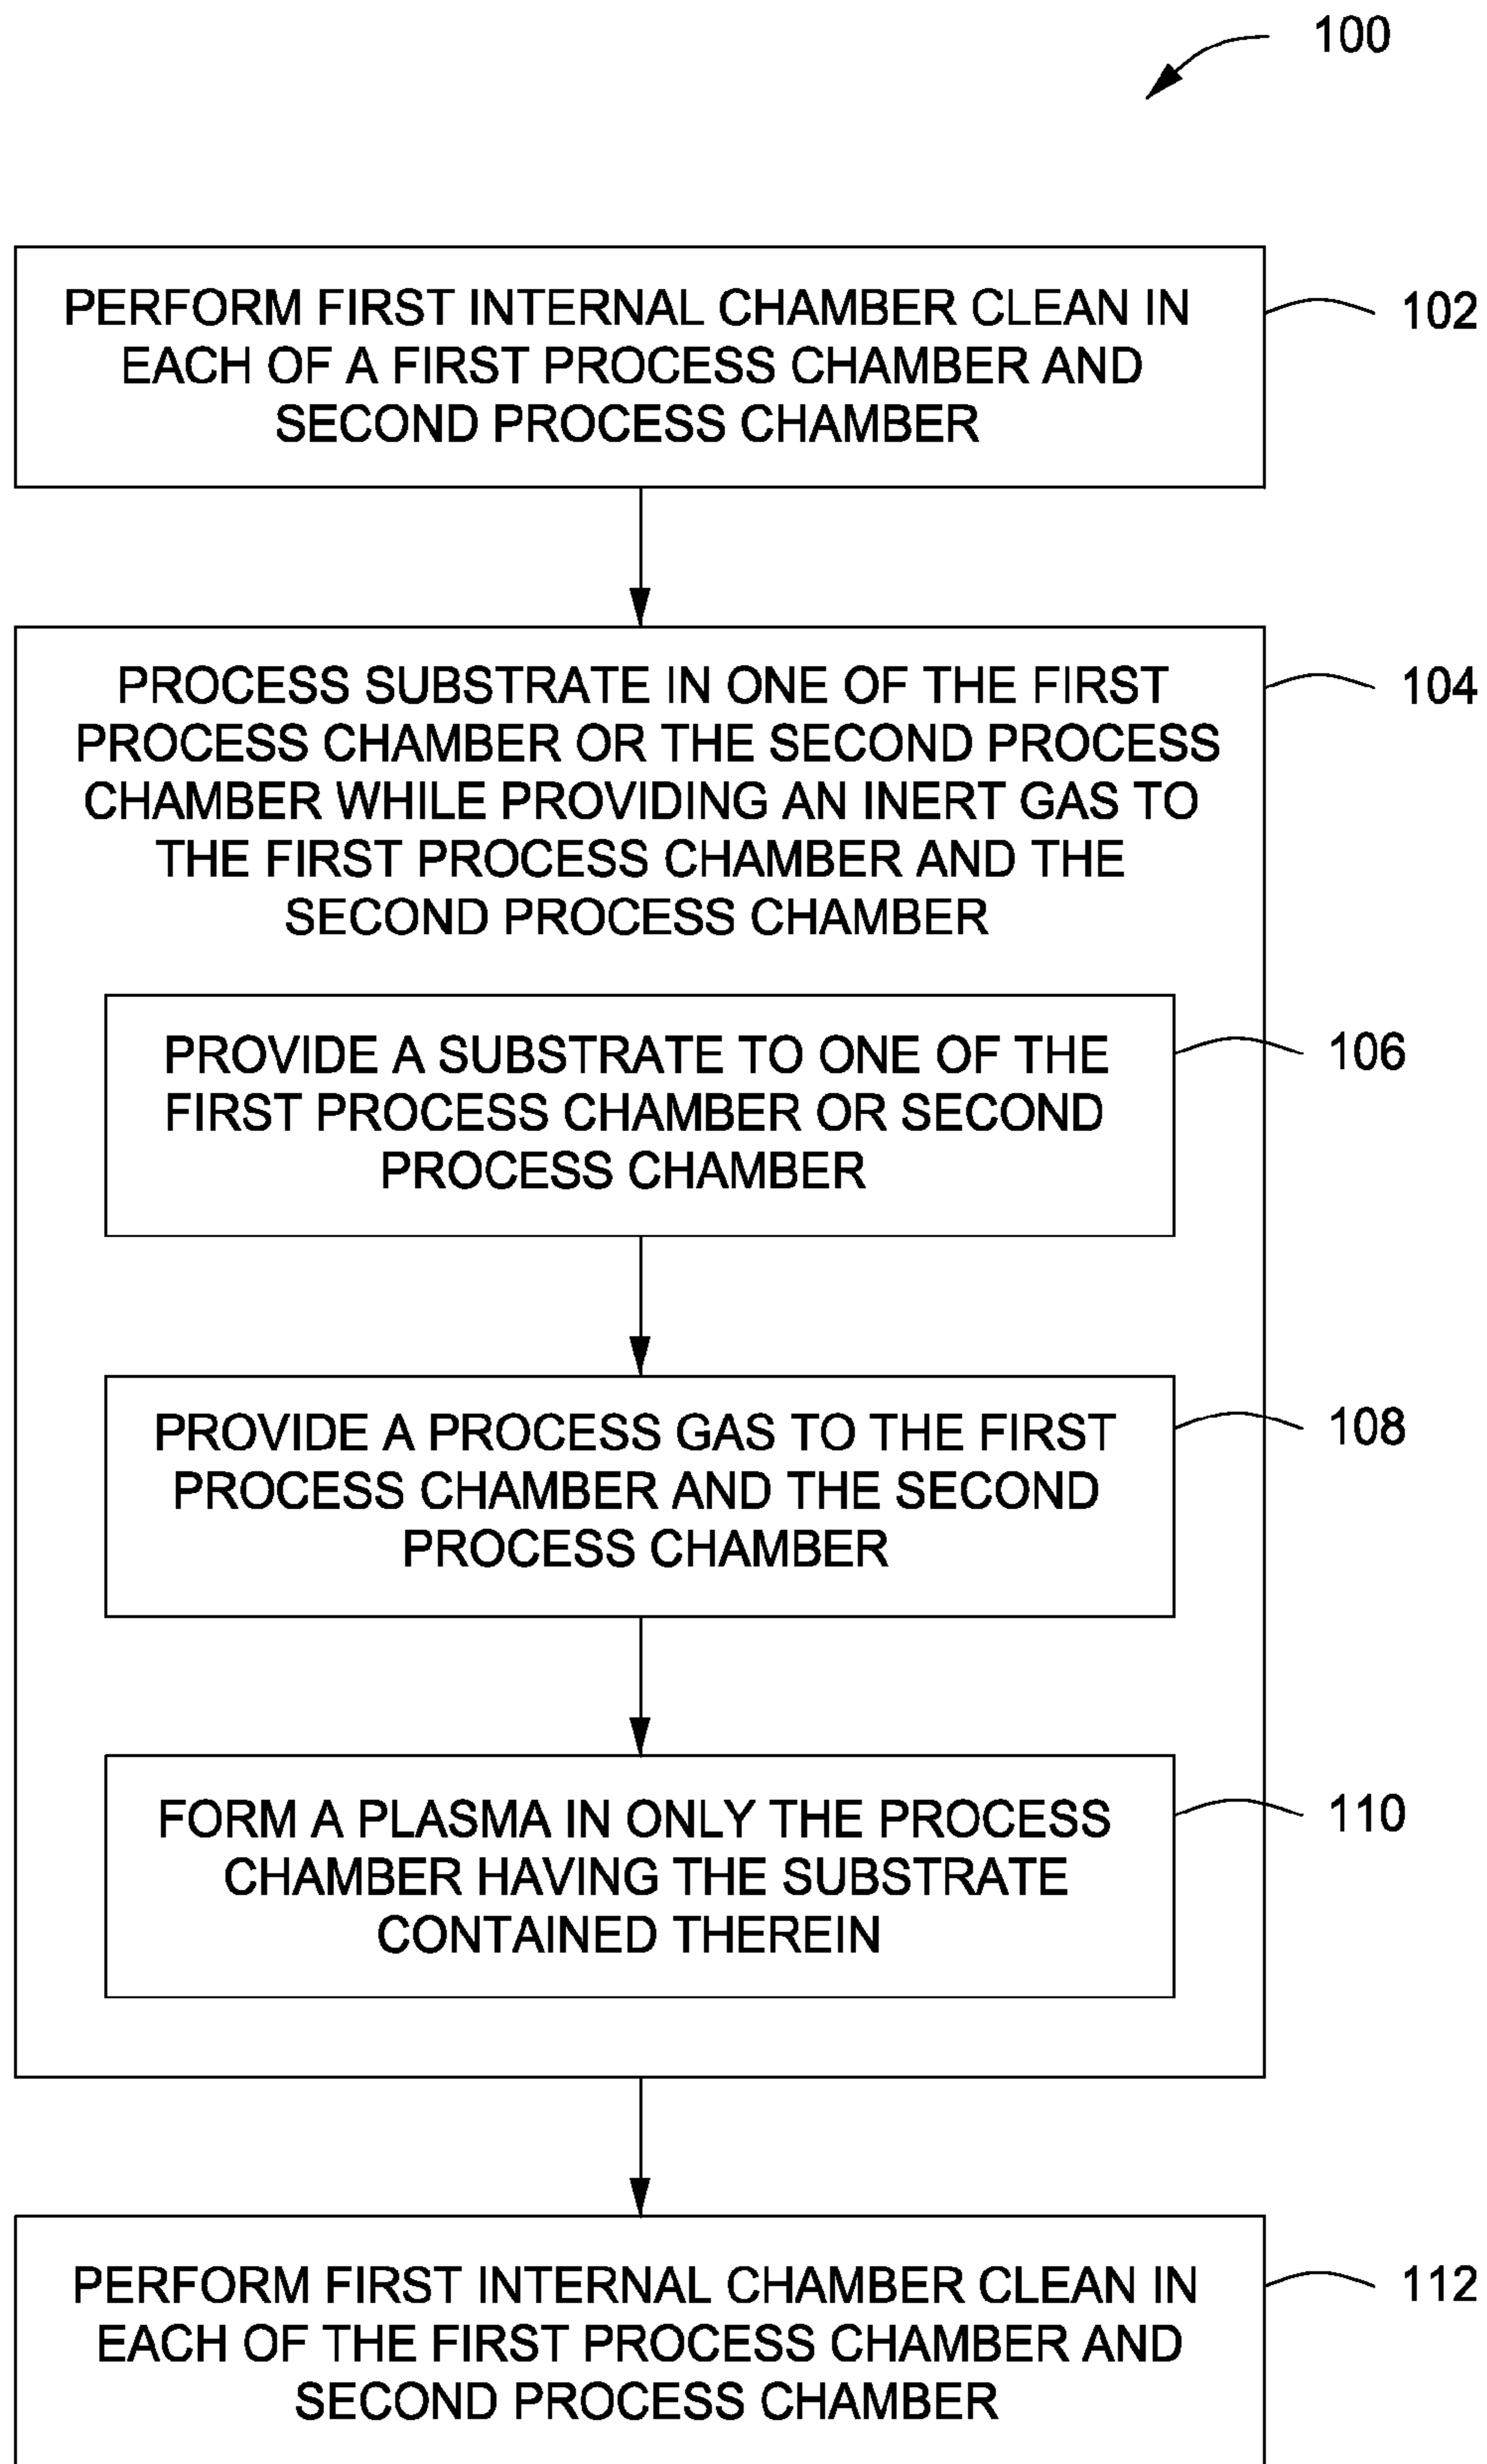 100
PERFORM FIRST INTERNAL CHAMBER CLEAN IN
EACH OF A FIRST PROCESS CHAMBER AND
SECOND PROCESS CHAMBER
102
PROCESS SUBSTRATE IN ONE OF THE FIRST
PROCESS CHAMBER OR THE SECOND PROCESS
CHAMBER WHILE PROVIDING AN INERT GAS TO
THE FIRST PROCESS CHAMBER AND THE
SECOND PROCESS CHAMBER
104
PROVIDE A SUBSTRATE TO ONE OF THE
FIRST PROCESS CHAMBER OR SECOND
PROCESS CHAMBER
106
PROVIDE A PROCESS GAS TO THE FIRST
PROCESS CHAMBER AND THE SECOND
PROCESS CHAMBER
108
FORM A PLASMA IN ONLY THE PROCESS
CHAMBER HAVING THE SUBSTRATE
CONTAINED THEREIN
110
PERFORM FIRST INTERNAL CHAMBER CLEAN IN
EACH OF THE FIRST PROCESS CHAMBER AND
SECOND PROCESS CHAMBER
112